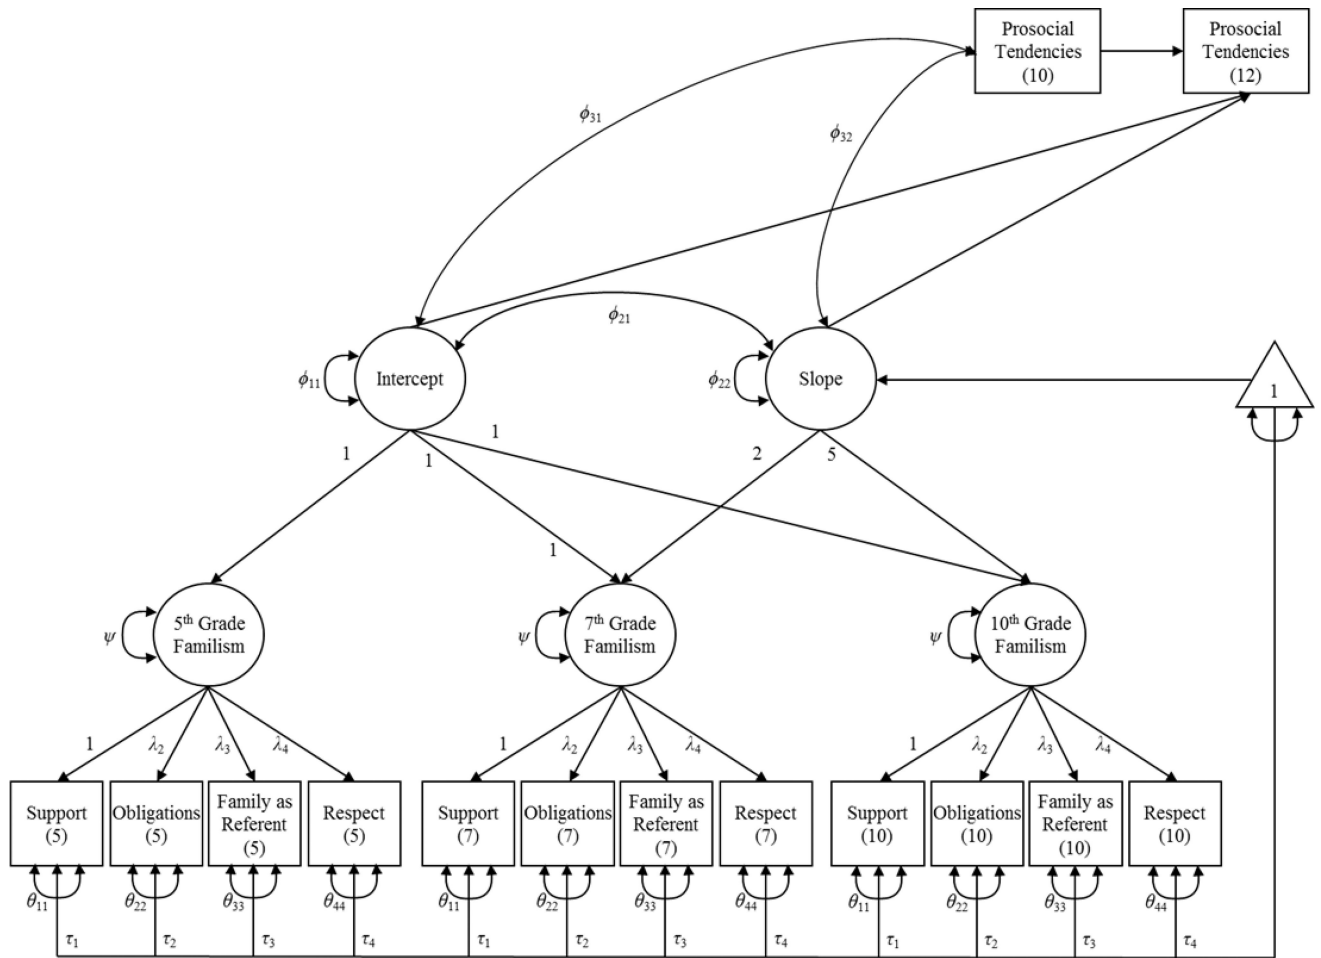 Prosocial
Tendencies
(10)
Prosocial
Tendencies
(12)
ϕ31
ϕ32
ϕ21
ϕ11
Intercept
ϕ22
Slope
1
1
1
1
2
5
1
ψ
5th Grade
Familism
ψ
7th Grade
Familism
ψ
10th Grade
Familism
1
λ2
λ3
λ4
1
λ2
λ3
λ4
1
λ2
λ3
λ4
Support
(5)
Obligations
(5)
Family as
Referent
(5)
Respect
(5)
Support
(7)
Obligations
(7)
Family as
Referent
(7)
Respect
(7)
Support
(10)
Obligations
(10)
Family as
Referent
(10)
Respect
(10)
θ11
θ22
θ33
θ44
θ11
θ22
θ33
θ44
θ11
θ22
θ33
θ44
τ1
τ2
τ3
τ4
τ1
τ2
τ3
τ4
τ1
τ2
τ3
τ4